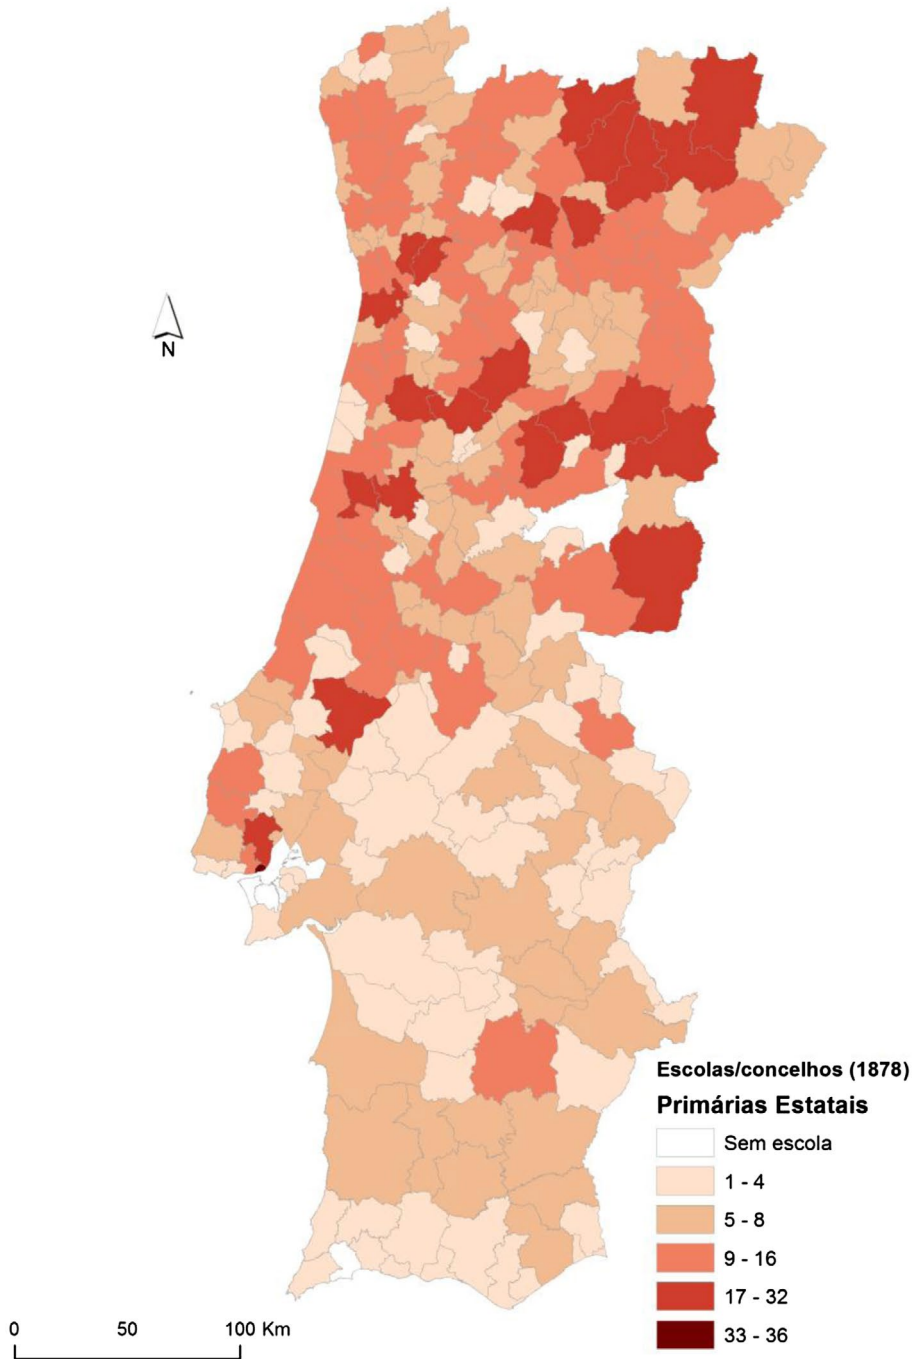 N
Escolas/concelhos (1878)
Primárias Estatais
Sem escola
1 - 4
5 - 8
9 - 16
17 - 32
33 - 36
0 50 100 Km